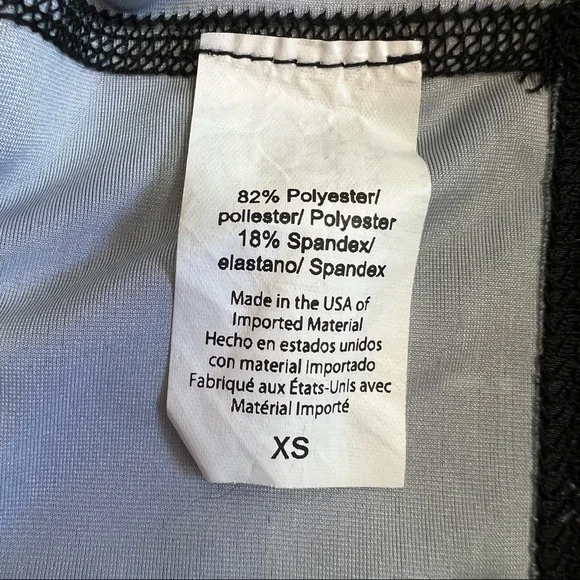 82% Polyester/
poliester/ Polyester
18% Spandex/
elastano/ Spandex
Made in the USA of
Imported Material
Hecho en estados unidos
con material Importado
Fabriqué aux États-Unis avec
Matérial Importé
XS